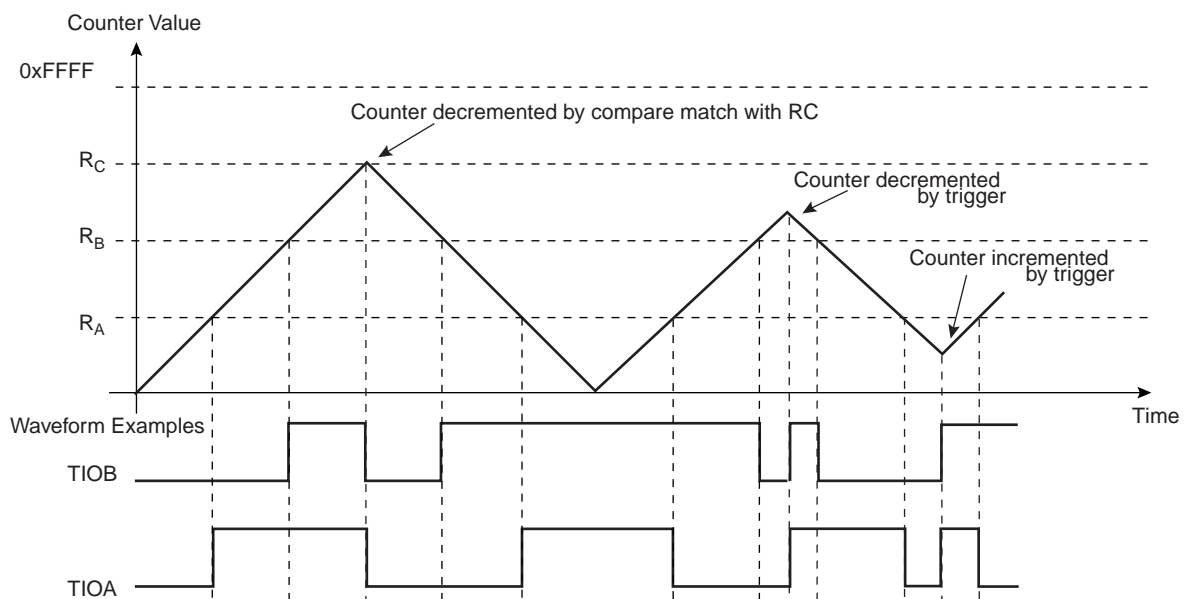 Counter Value
0xFFFF
Counter decremented by compare match with RC
RC
Counter decremented
by trigger
RB
Counter incremented
by trigger
RA
Time
Waveform Examples
TIOB
TIOA